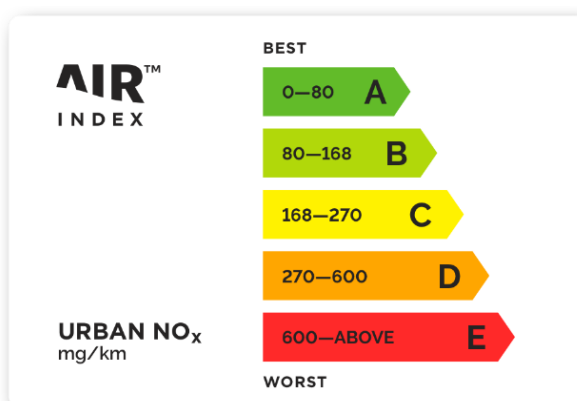 AIR™
INDEX
BEST
0—80 A
80—168 B
168—270 C
270—600 D
600—ABOVE E
WORST
URBAN NOx
mg/km